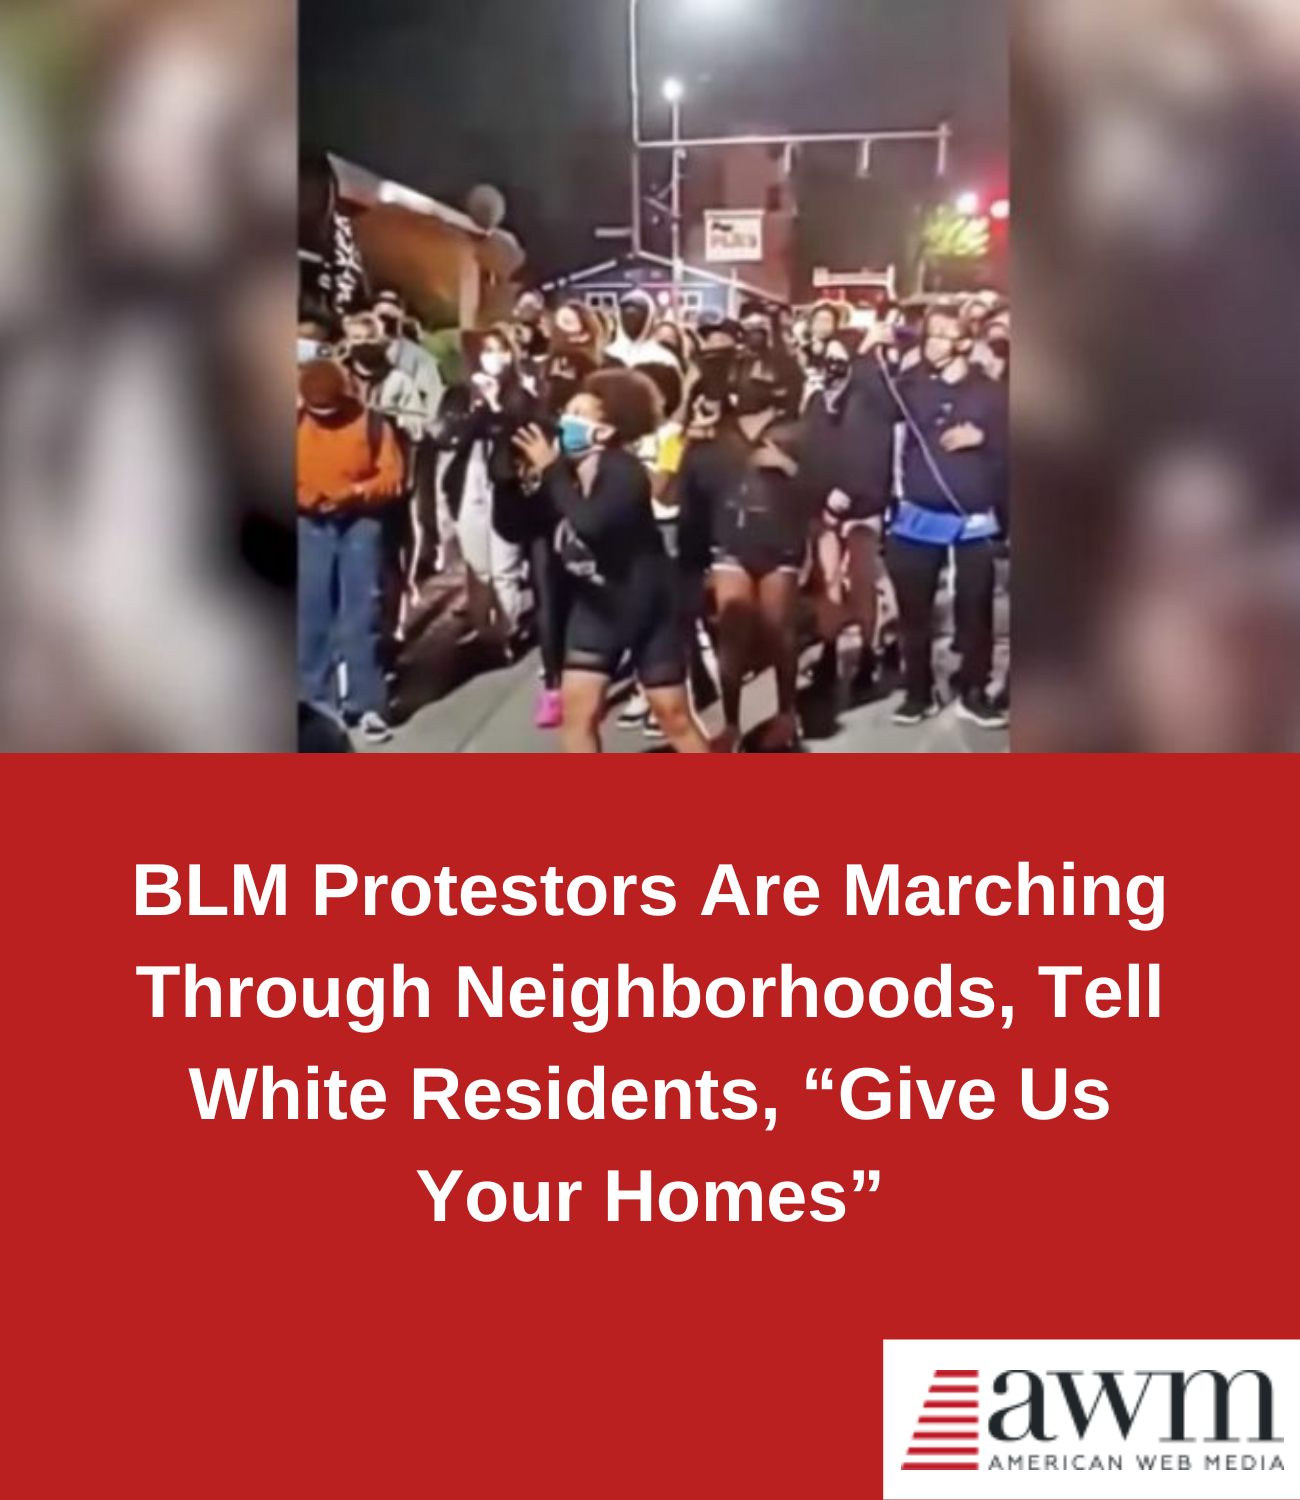 BLM Protestors Are Marching
Through Neighborhoods, Tell
White Residents, “Give Us
Your Homes”
awm
AMERICAN WEB MEDIA